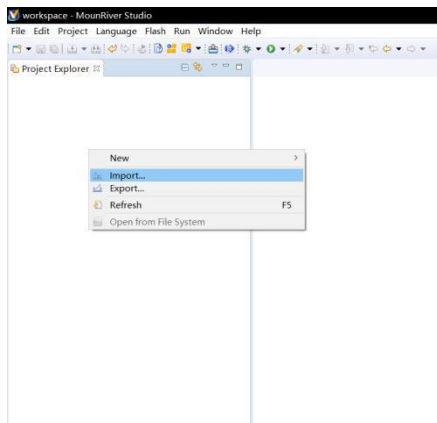 workspace - MounRiver Studio
File Edit Project Language Flash Run Window Help
Project Explorer
New
Import...
Export...
Refresh F5
Open from File System